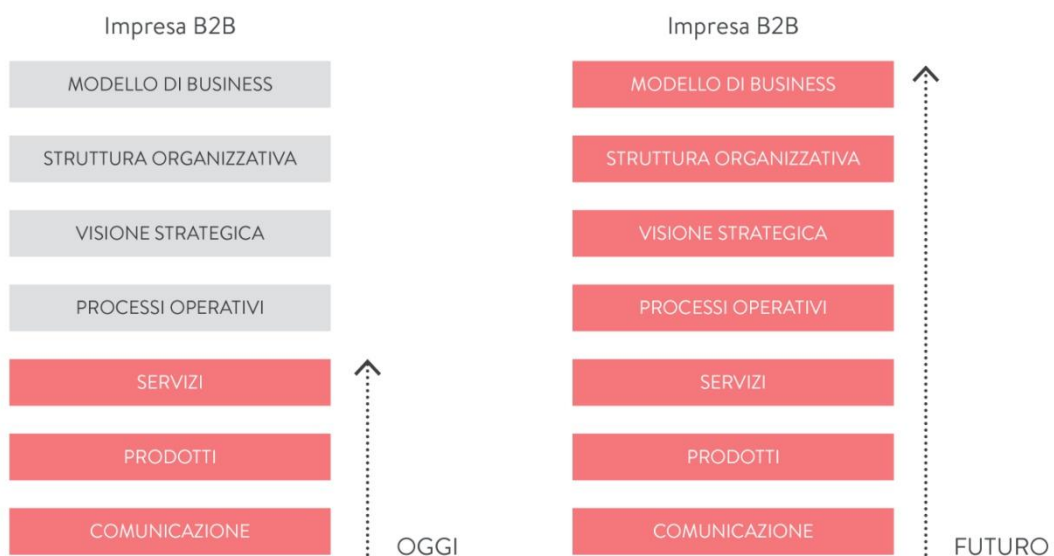 Impresa B2B
MODELLO DI BUSINESS
STRUTTURA ORGANIZZATIVA
VISIONE STRATEGICA
PROCESSI OPERATIVI
SERVIZI
PRODOTTI
COMUNICAZIONE
OGGI
Impresa B2B
MODELLO DI BUSINESS
STRUTTURA ORGANIZZATIVA
VISIONE STRATEGICA
PROCESSI OPERATIVI
SERVIZI
PRODOTTI
COMUNICAZIONE
FUTURO